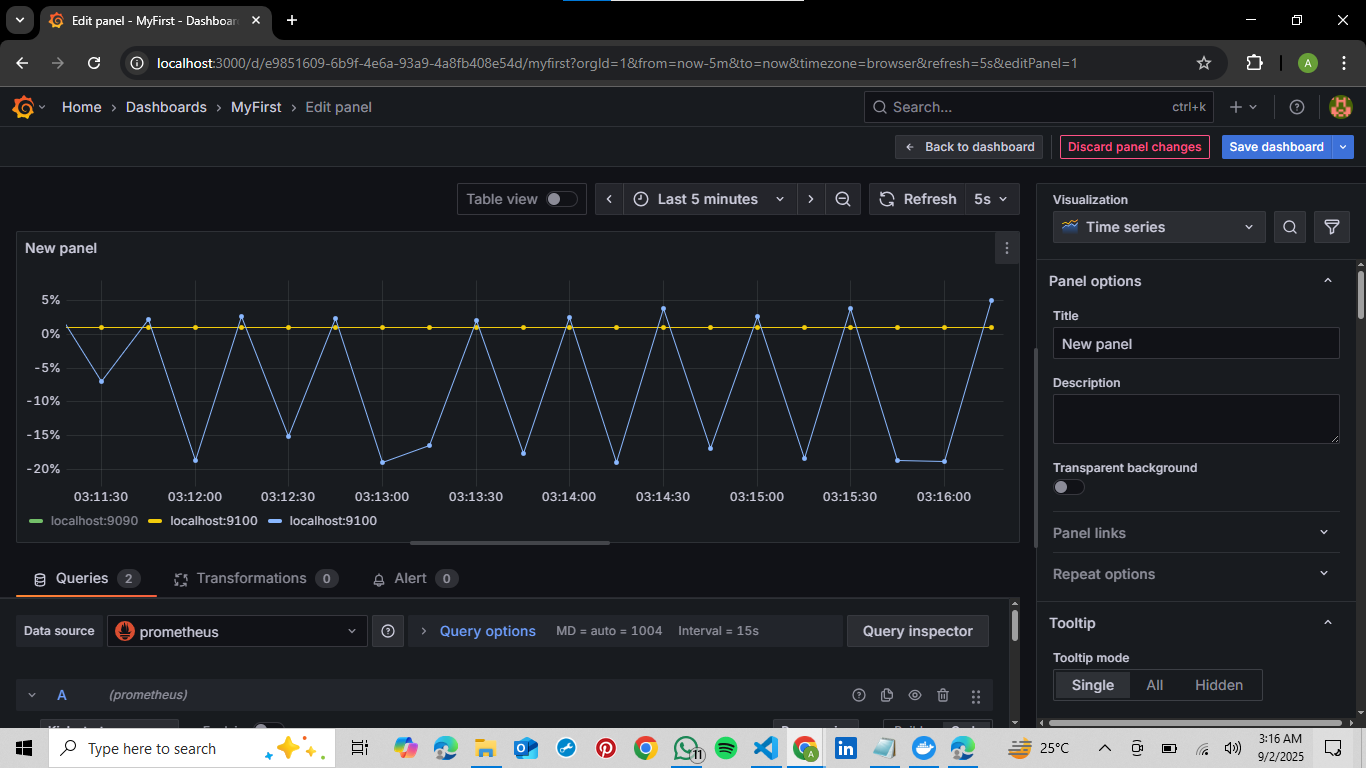 Edit panel - MyFirst - Dashboar
localhost:3000/d/e9851609-6b9f-4e6a-93a9-4a8fb408e54d/myfirst?orgId=1&from=now-5m&to=now&timezone=browser&refresh=5s&editPanel=1
A
Home › Dashboards › MyFirst › Edit panel
Search... ctrl+k
Back to dashboard
Discard panel changes
Save dashboard
Table view
Last 5 minutes
Refresh 5s
New panel
5%
0%
-5%
-10%
-15%
-20%
03:11:30 03:12:00 03:12:30 03:13:00 03:13:30 03:14:00 03:14:30 03:15:00 03:15:30 03:16:00
localhost:9090 localhost:9100 localhost:9100
Queries 2 Transformations 0 Alert 0
Data source prometheus Query options MD = auto = 1004 Interval = 15s Query inspector
A (prometheus)
Visualization
Time series
Panel options
Title
New panel
Description
Transparent background
Panel links
Repeat options
Tooltip
Tooltip mode
Single All Hidden
Type here to search
11
A
25°C
3:16 AM
9/2/2025